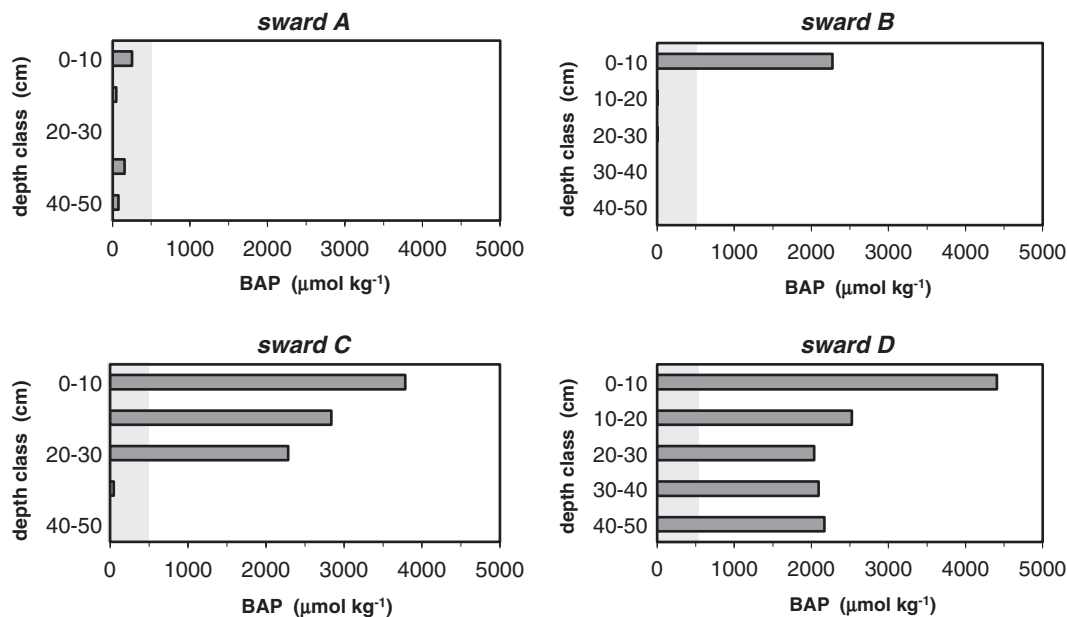 sward A
depth class (cm)
0-10
20-30
40-50
0 1000 2000 3000 4000 5000
BAP (μmol kg⁻¹)
sward B
depth class (cm)
0-10
10-20
20-30
30-40
40-50
0 1000 2000 3000 4000 5000
BAP (μmol kg⁻¹)
sward C
depth class (cm)
0-10
20-30
40-50
0 1000 2000 3000 4000 5000
BAP (μmol kg⁻¹)
sward D
depth class (cm)
0-10
10-20
20-30
30-40
40-50
0 1000 2000 3000 4000 5000
BAP (μmol kg⁻¹)